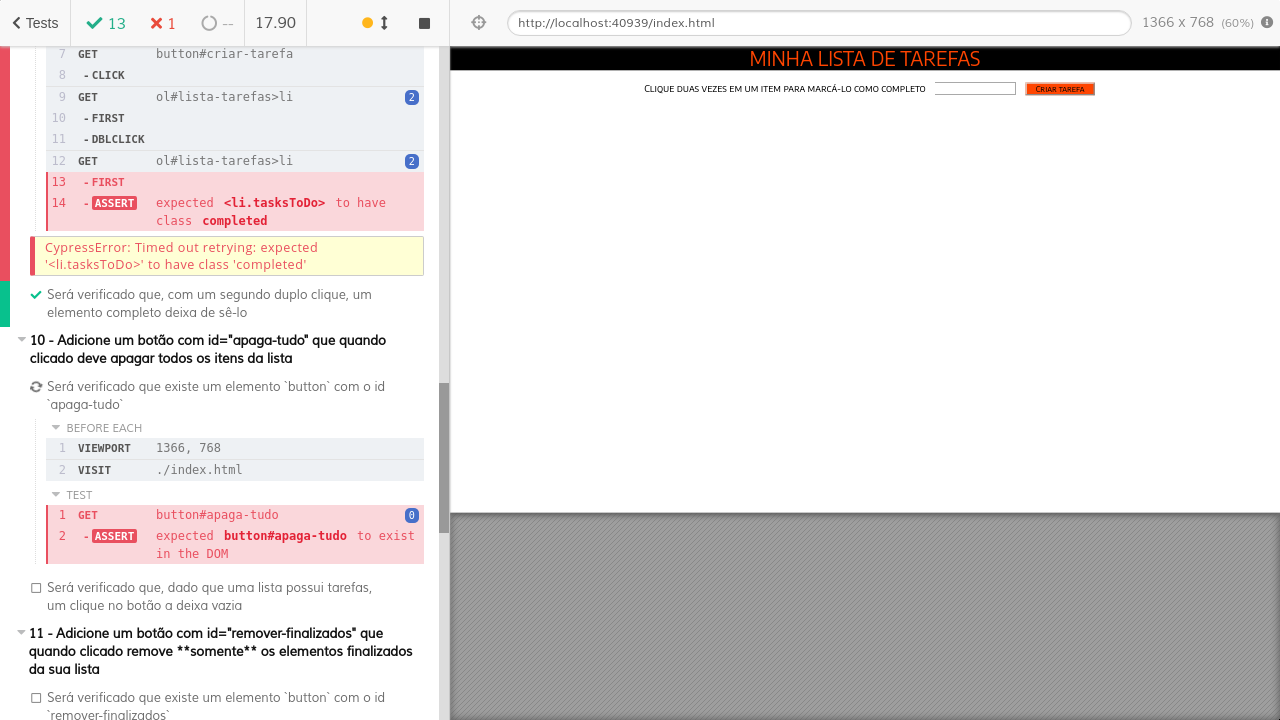 Tests
13
1
--
17.90
http://localhost:40939/index.html
1366 x 768 (60%)
7 GET button#criar-tarefa
8 - CLICK
9 GET ol#lista-tarefas>li 2
10 - FIRST
11 - DBLCLICK
12 GET ol#lista-tarefas>li 2
13 - FIRST
14 - ASSERT expected <li.tasksToDo> to have
class completed
CypressError: Timed out retrying: expected
'<li.tasksToDo>' to have class 'completed'
Será verificado que, com um segundo duplo clique, um
elemento completo deixa de sê-lo
10 - Adicione um botão com id="apaga-tudo" que quando
clicado deve apagar todos os itens da lista
Será verificado que existe um elemento `button` com o id
`apaga-tudo`
BEFORE EACH
1 VIEWPORT 1366, 768
2 VISIT ./index.html
TEST
1 GET button#apaga-tudo 0
2 - ASSERT expected button#apaga-tudo to exist
in the DOM
Será verificado que, dado que uma lista possui tarefas,
um clique no botão a deixa vazia
11 - Adicione um botão com id="remover-finalizados" que
quando clicado remove **somente** os elementos finalizados
da sua lista
Será verificado que existe um elemento `button` com o id
`remover-finalizados`
MINHA LISTA DE TAREFAS
CLIQUE DUAS VEZES EM UM ITEM PARA MARCÁ-LO COMO COMPLETO
CRIAR TAREFA